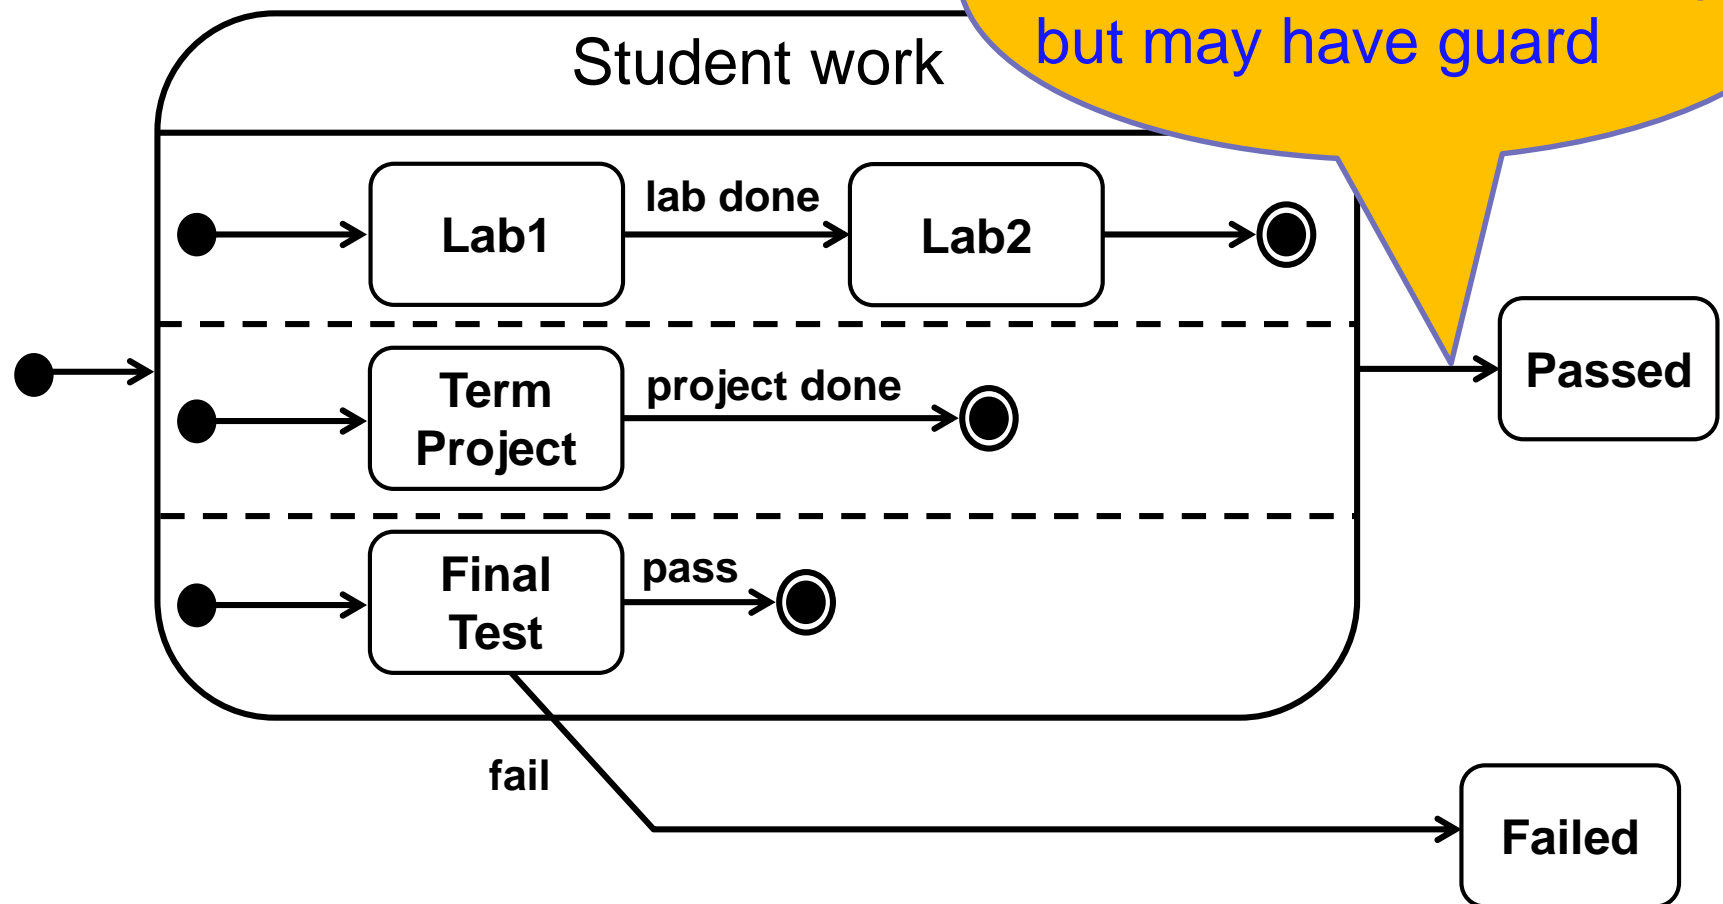 but may have guard
Student work
lab done
Lab1
Lab2
Term
Project
project done
Passed
Final
Test
pass
fail
Failed